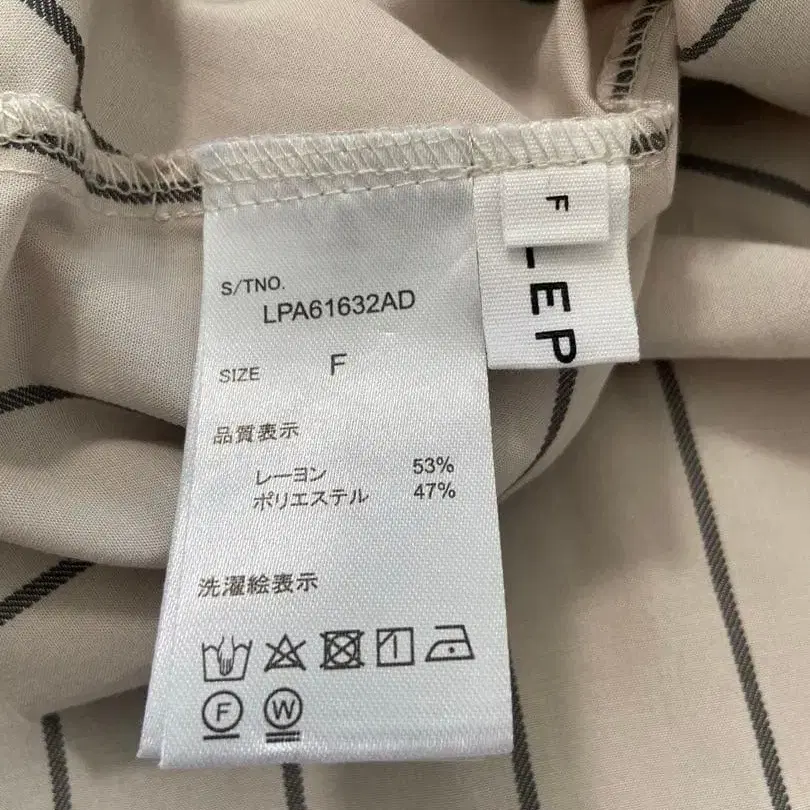 S/TNO.
LPA61632AD
SIZE F
品質表示
レーヨン 53%
ポリエステル 47%
洗濯絵表示
F W
F
LEP